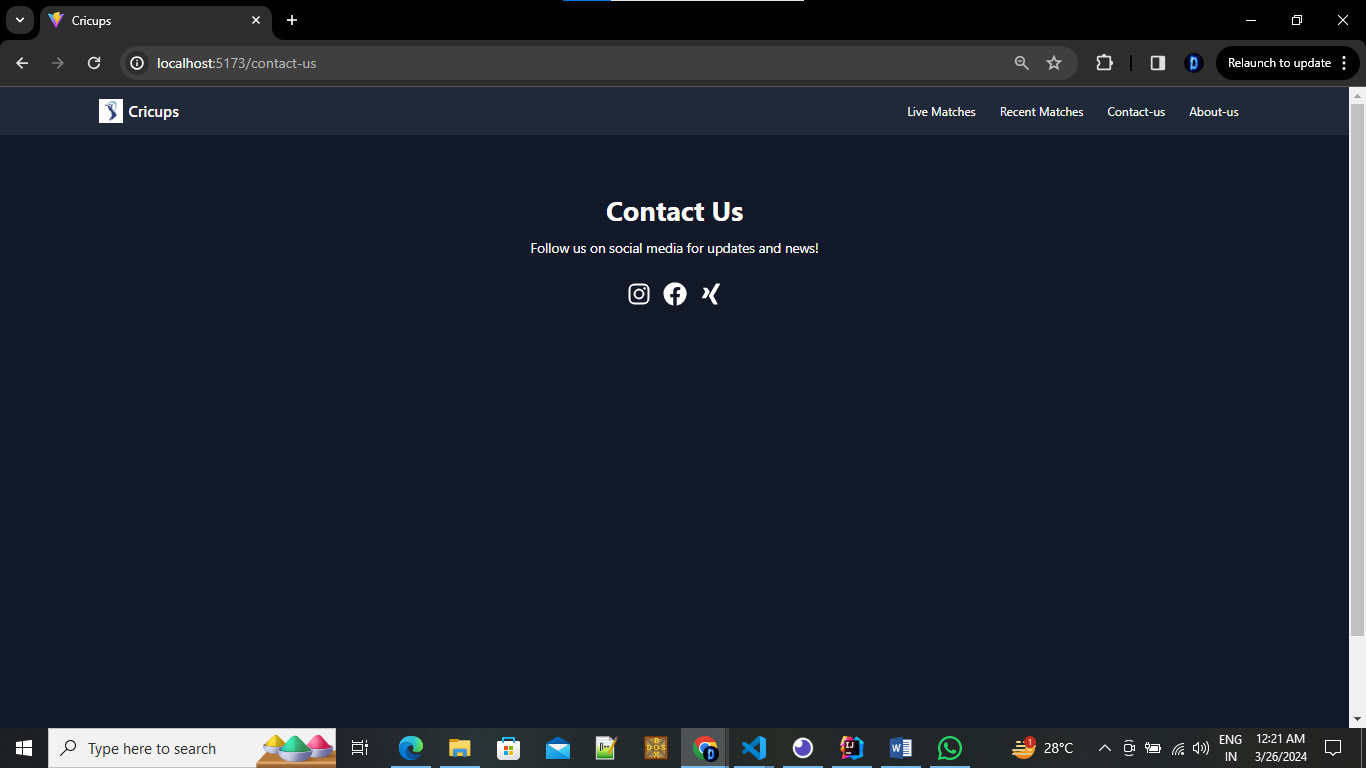 Cricups
localhost:5173/contact-us
Relaunch to update
Cricups
Live Matches
Recent Matches
Contact-us
About-us
Contact Us
Follow us on social media for updates and news!
Type here to search
28°C
ENG
IN
12:21 AM
3/26/2024